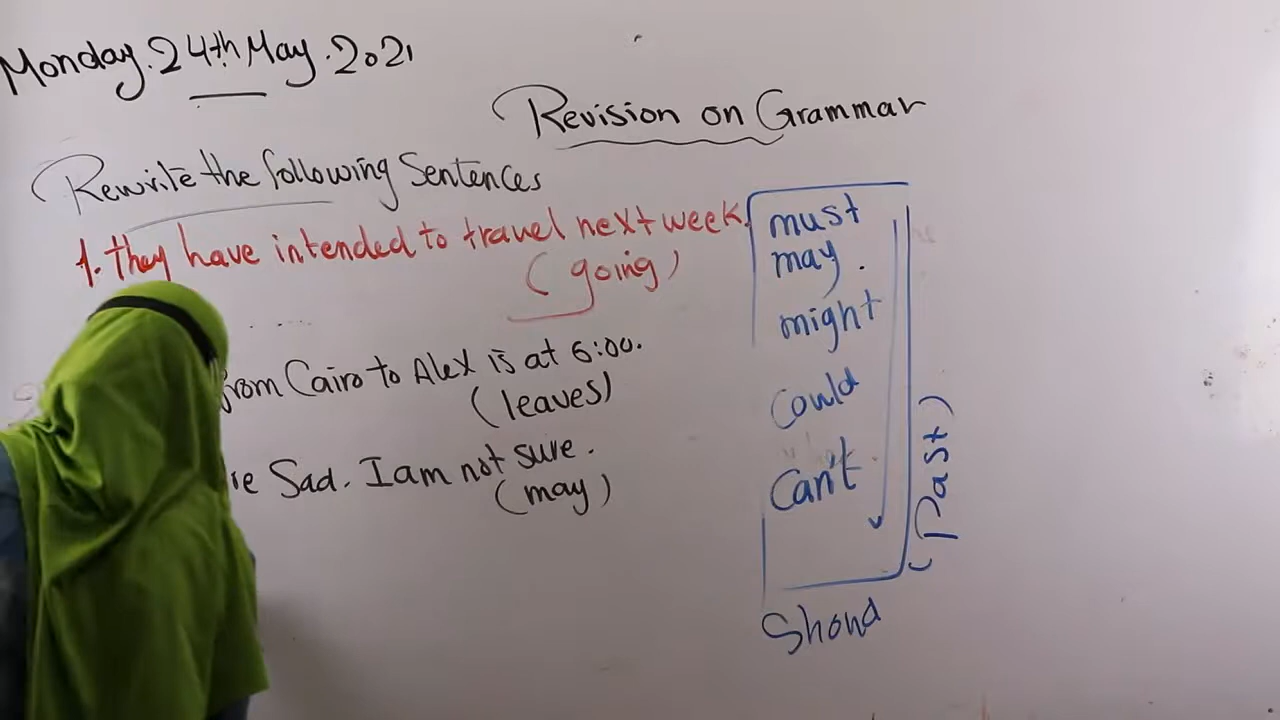 Monday. 24th May. 2021
Revision on Grammar
Rewrite the following Sentences
1. they have intended to travel next week.
(going)
from Cairo to Alex is at 6:00.
(leaves)
Sad. I am not sure.
(may)
must
may.
might
Could
Can't
(Past)
Shoud